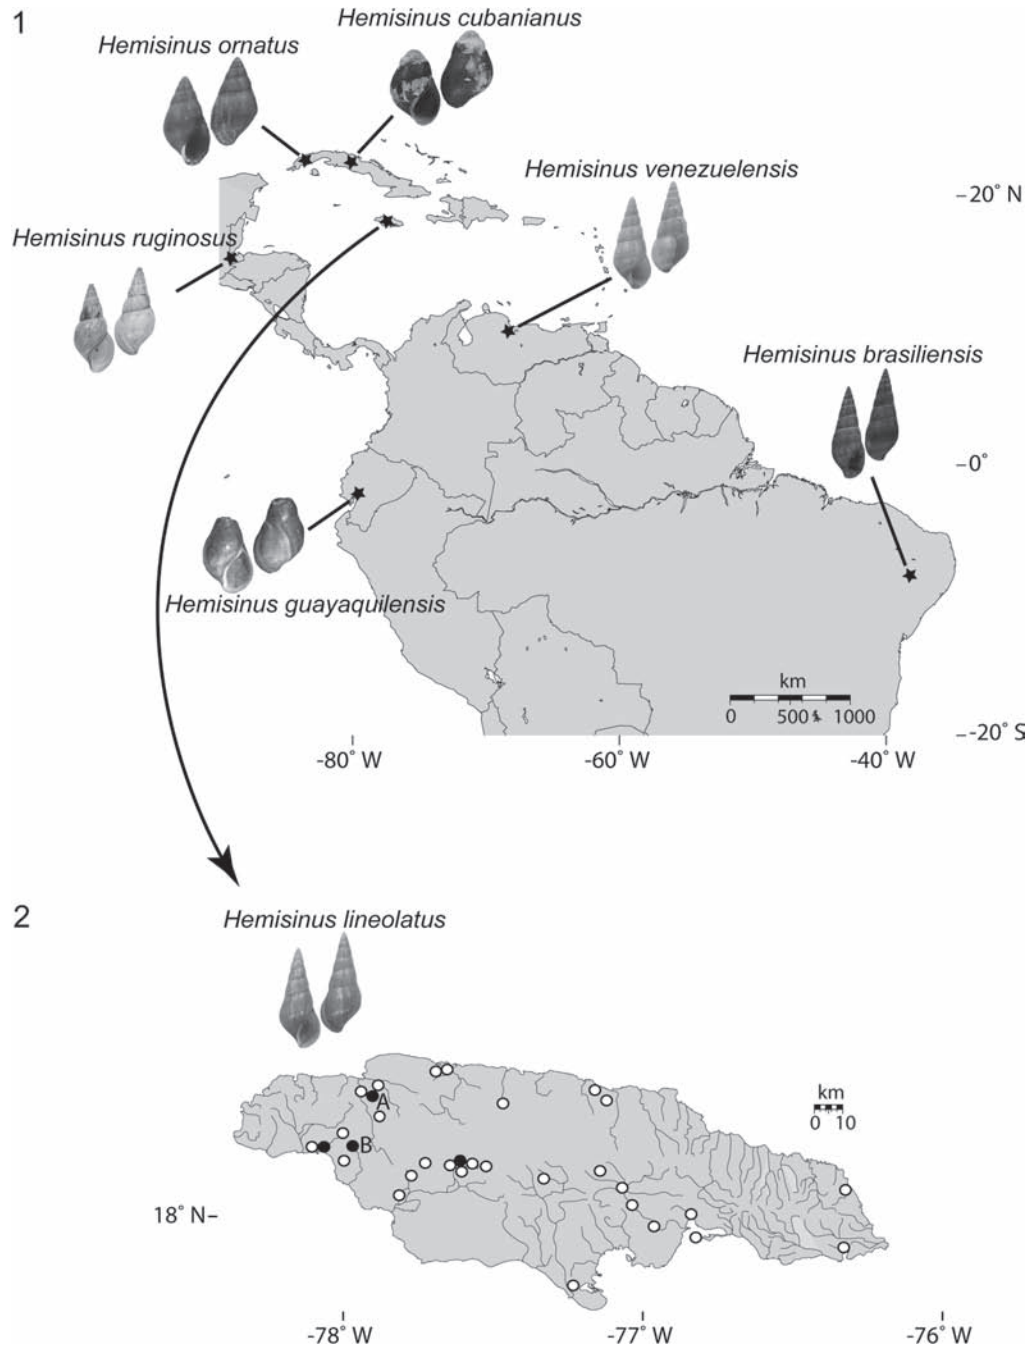 1
Hemisinus cubanianus
Hemisinus ornatus
Hemisinus venezuelensis
–20° N
Hemisinus ruginosus
Hemisinus brasiliensis
–0°
Hemisinus guayaquilensis
km
0 500 1000
–-20° S
-80° W -60° W -40° W
2
Hemisinus lineolatus
km
0 10
A
B
18° N–
-78° W -77° W -76° W